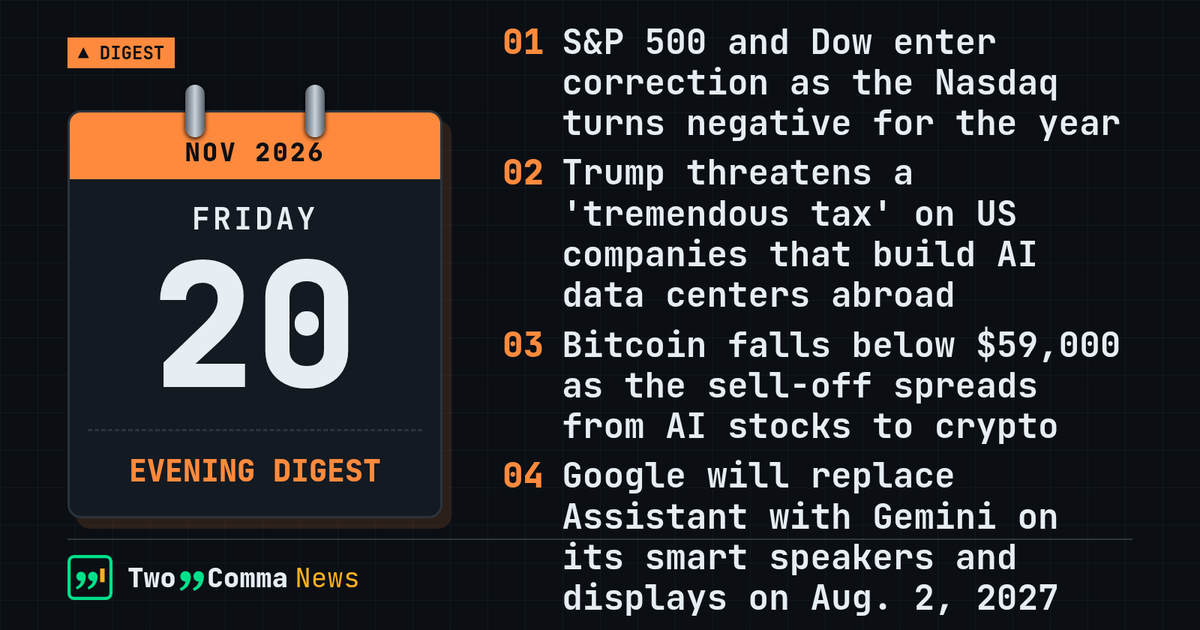 ▲ DIGEST
NOV 2026
FRIDAY
20
EVENING DIGEST
Two,,Comma News
01 S&P 500 and Dow enter
correction as the Nasdaq
turns negative for the year
02 Trump threatens a
'tremendous tax' on US
companies that build AI
data centers abroad
03 Bitcoin falls below $59,000
as the sell-off spreads
from AI stocks to crypto
04 Google will replace
Assistant with Gemini on
its smart speakers and
displays on Aug. 2, 2027